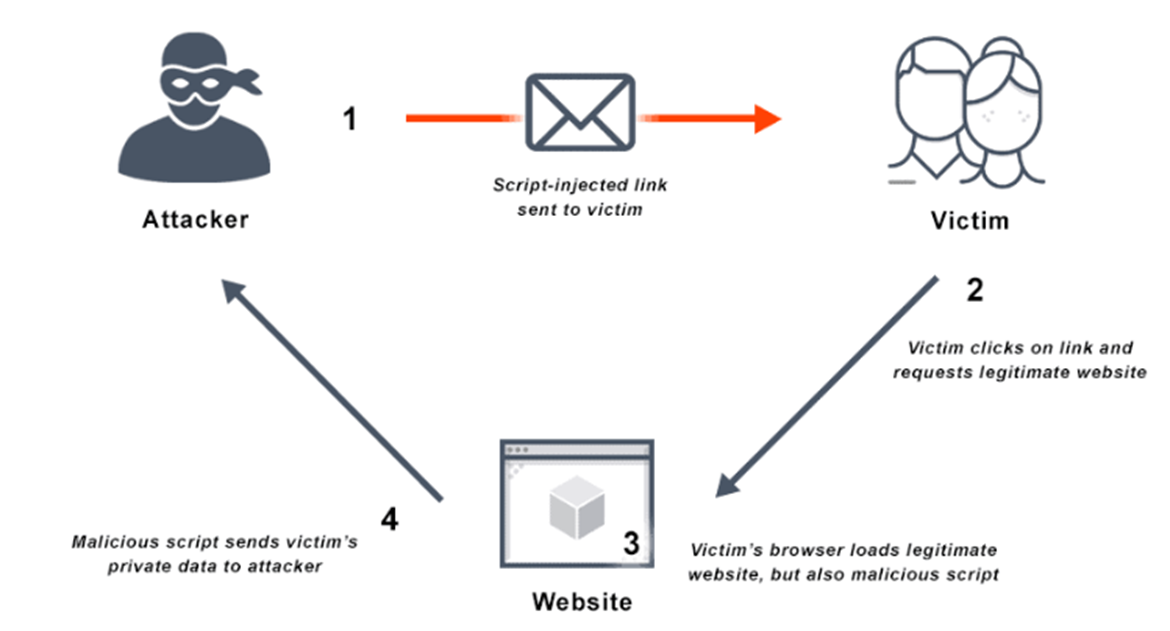 1
Script-injected link
sent to victim
Attacker
Victim
2
Victim clicks on link and
requests legitimate website
4
Malicious script sends victim's
private data to attacker
3
Victim's browser loads legitimate
website, but also malicious script
Website